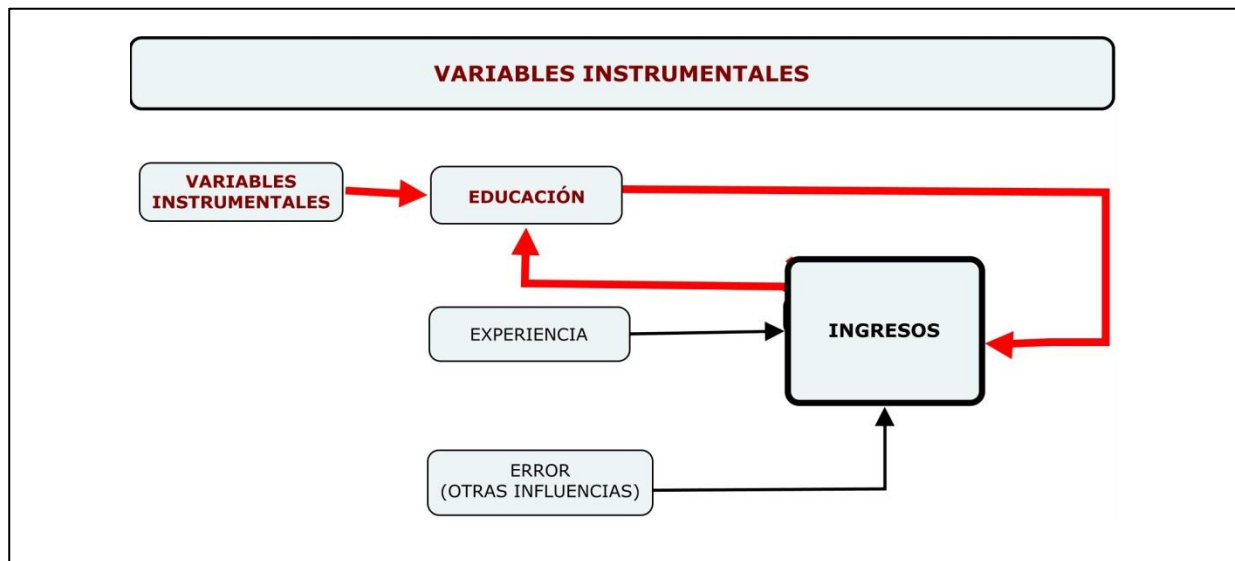 VARIABLES INSTRUMENTALES
VARIABLES
INSTRUMENTALES
EDUCACIÓN
EXPERIENCIA
INGRESOS
ERROR
(OTRAS INFLUENCIAS)